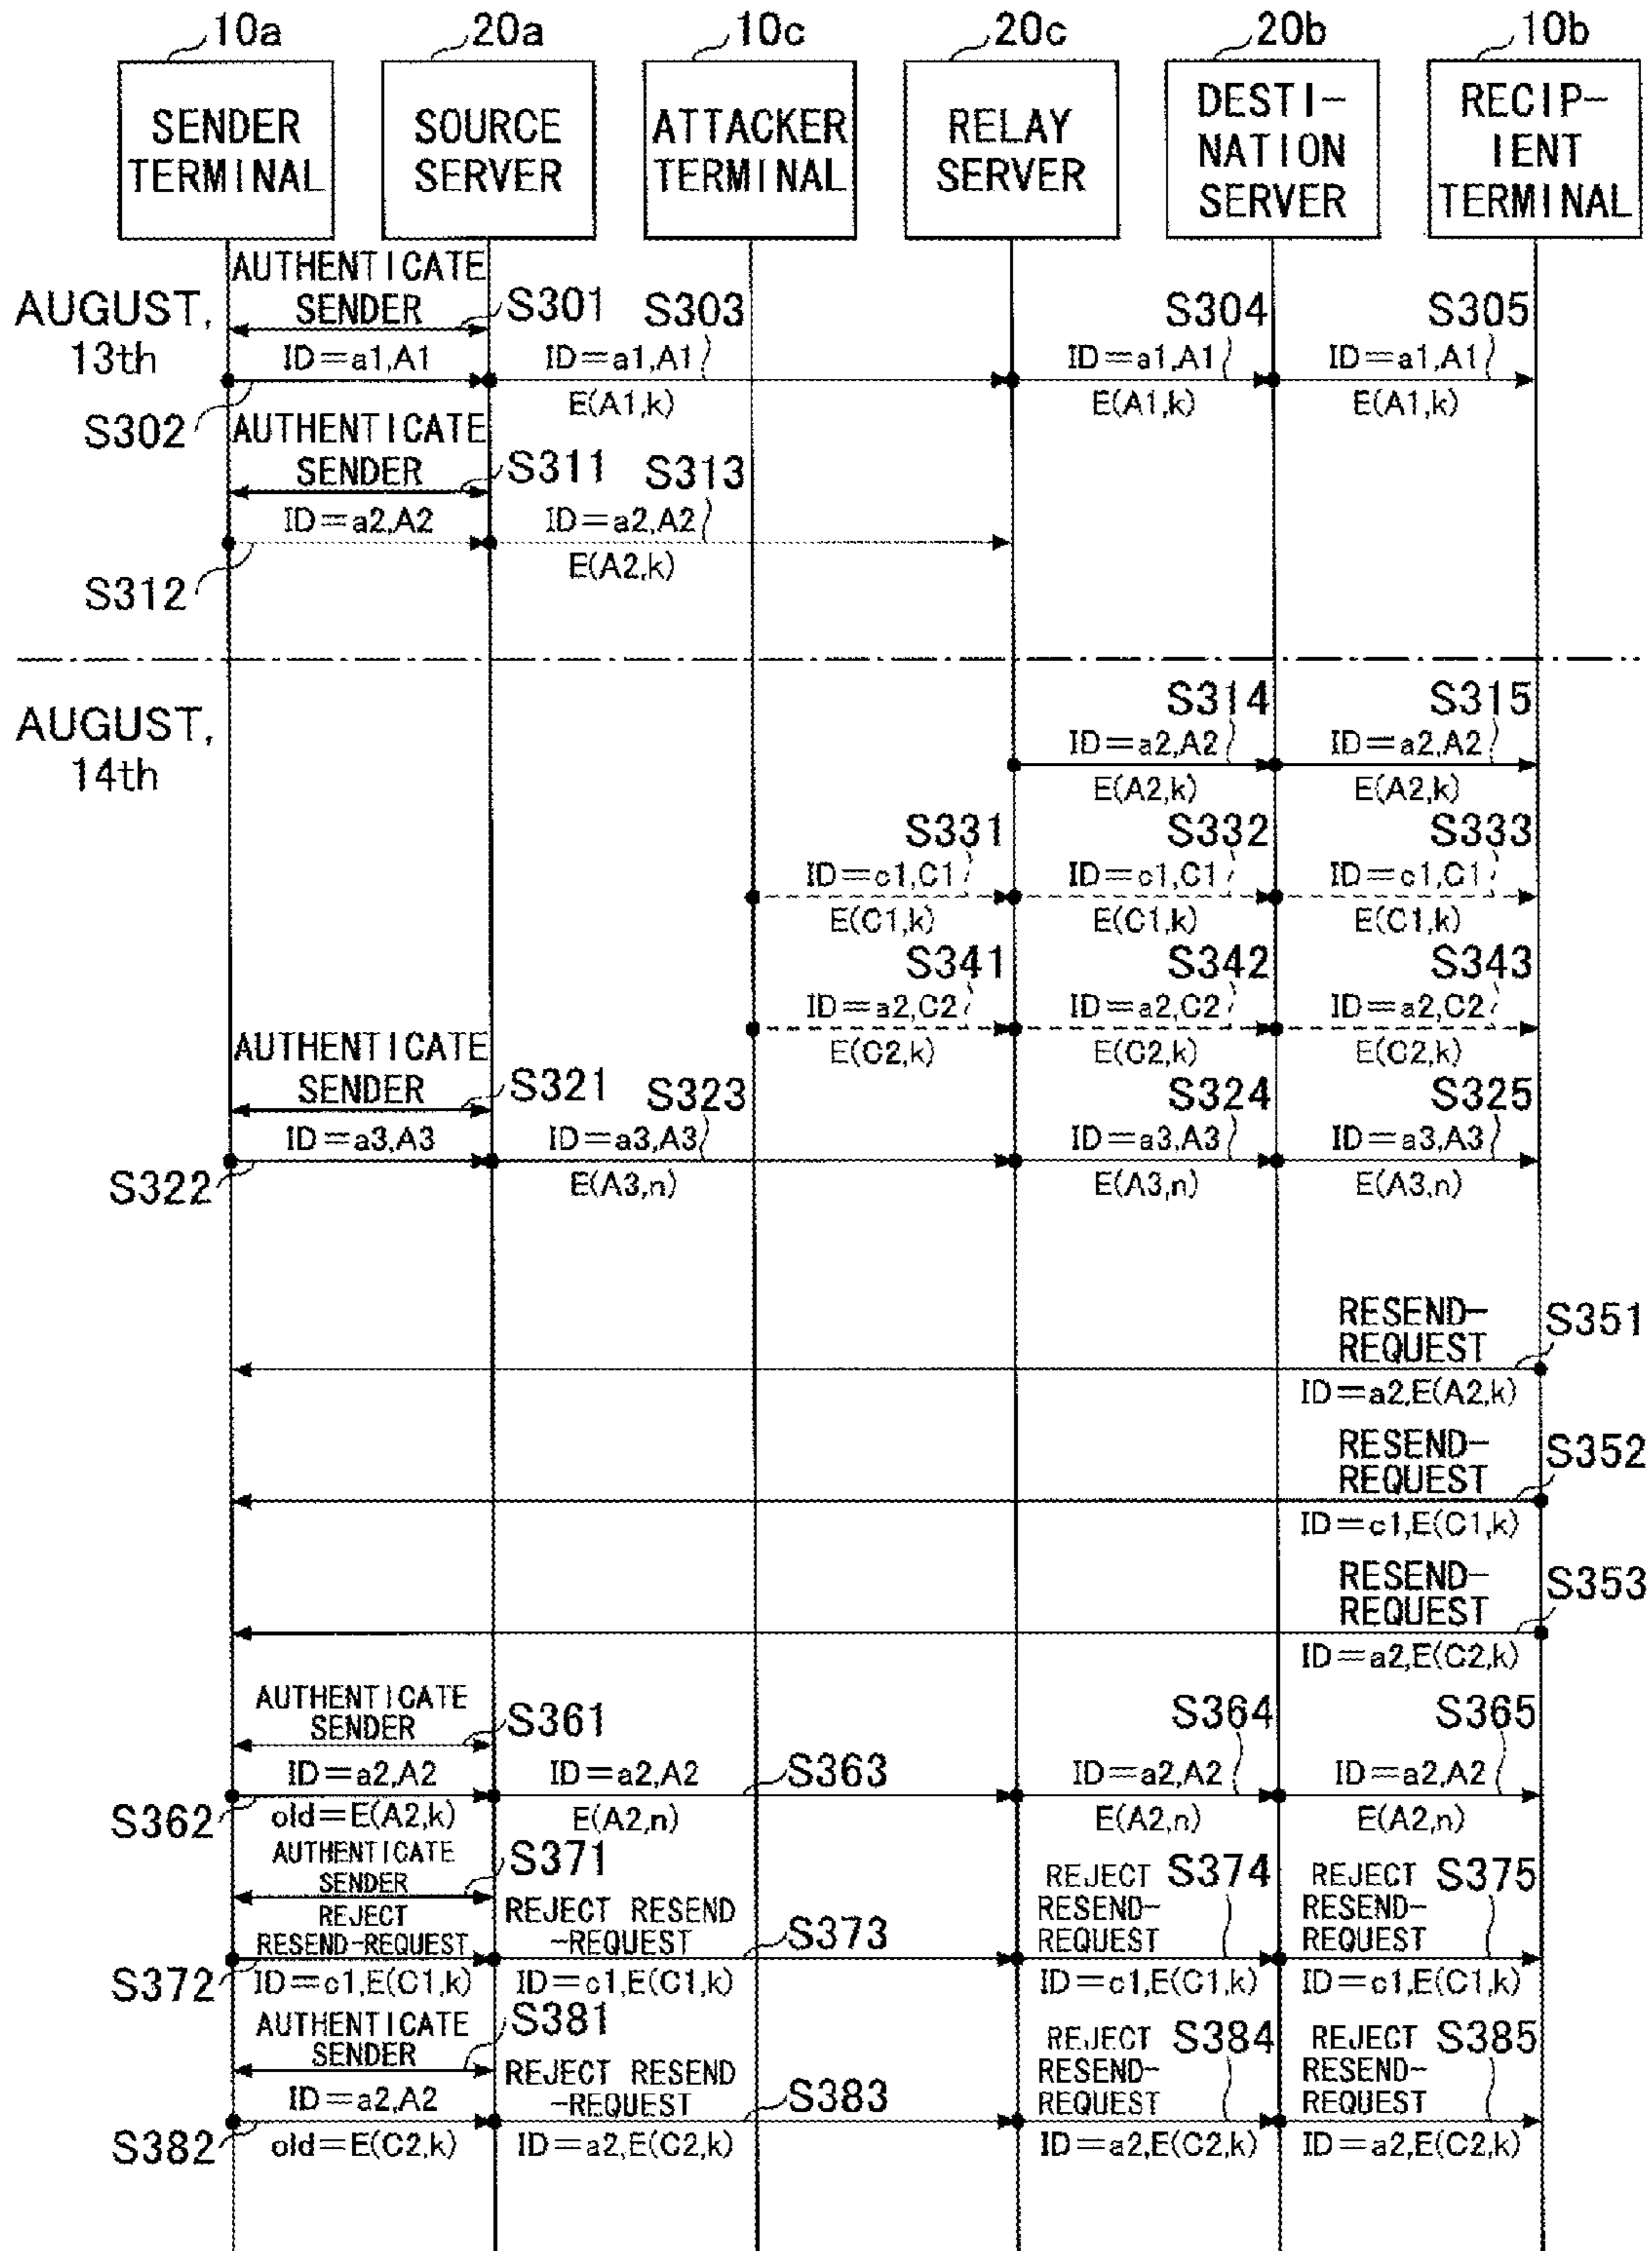 10a
20a
10c
20c
20b
10b
SENDER
TERMINAL
SOURCE
SERVER
ATTACKER
TERMINAL
RELAY
SERVER
DESTI-
NATION
SERVER
RECIP-
IENT
TERMINAL
AUGUST,
13th
AUTHENTICATE
SENDER
S301
S303
S304
S305
ID=a1,A1
ID=a1,A1
ID=a1,A1
ID=a1,A1
S302
E(A1,k)
E(A1,k)
E(A1,k)
AUTHENTICATE
SENDER
S311
S313
ID=a2,A2
ID=a2,A2
S312
E(A2,k)
AUGUST,
14th
S314
S315
ID=a2,A2
ID=a2,A2
E(A2,k)
E(A2,k)
S331
S332
S333
ID=c1,C1
ID=c1,C1
ID=c1,C1
E(C1,k)
E(C1,k)
E(C1,k)
S341
S342
S343
ID=a2,C2
ID=a2,C2
ID=a2,C2
E(C2,k)
E(C2,k)
E(C2,k)
AUTHENTICATE
SENDER
S321
S323
S324
S325
ID=a3,A3
ID=a3,A3
ID=a3,A3
ID=a3,A3
S322
E(A3,n)
E(A3,n)
E(A3,n)
RESEND-
REQUEST
S351
ID=a2,E(A2,k)
RESEND-
REQUEST
S352
ID=c1,E(C1,k)
RESEND-
REQUEST
S353
ID=a2,E(C2,k)
AUTHENTICATE
SENDER
S361
S364
S365
ID=a2,A2
ID=a2,A2
S363
ID=a2,A2
ID=a2,A2
S362
old=E(A2,k)
E(A2,n)
E(A2,n)
E(A2,n)
AUTHENTICATE
SENDER
S371
REJECT
RESEND-REQUEST
REJECT RESEND
-REQUEST
S373
REJECT
RESEND-
REQUEST
S374
REJECT
RESEND-
REQUEST
S375
S372
ID=c1,E(C1,k)
ID=c1,E(C1,k)
ID=c1,E(C1,k)
ID=c1,E(C1,k)
AUTHENTICATE
SENDER
S381
ID=a2,A2
REJECT RESEND
-REQUEST
S383
REJECT
RESEND-
REQUEST
S384
REJECT
RESEND-
REQUEST
S385
S382
old=E(C2,k)
ID=a2,E(C2,k)
ID=a2,E(C2,k)
ID=a2,E(C2,k)